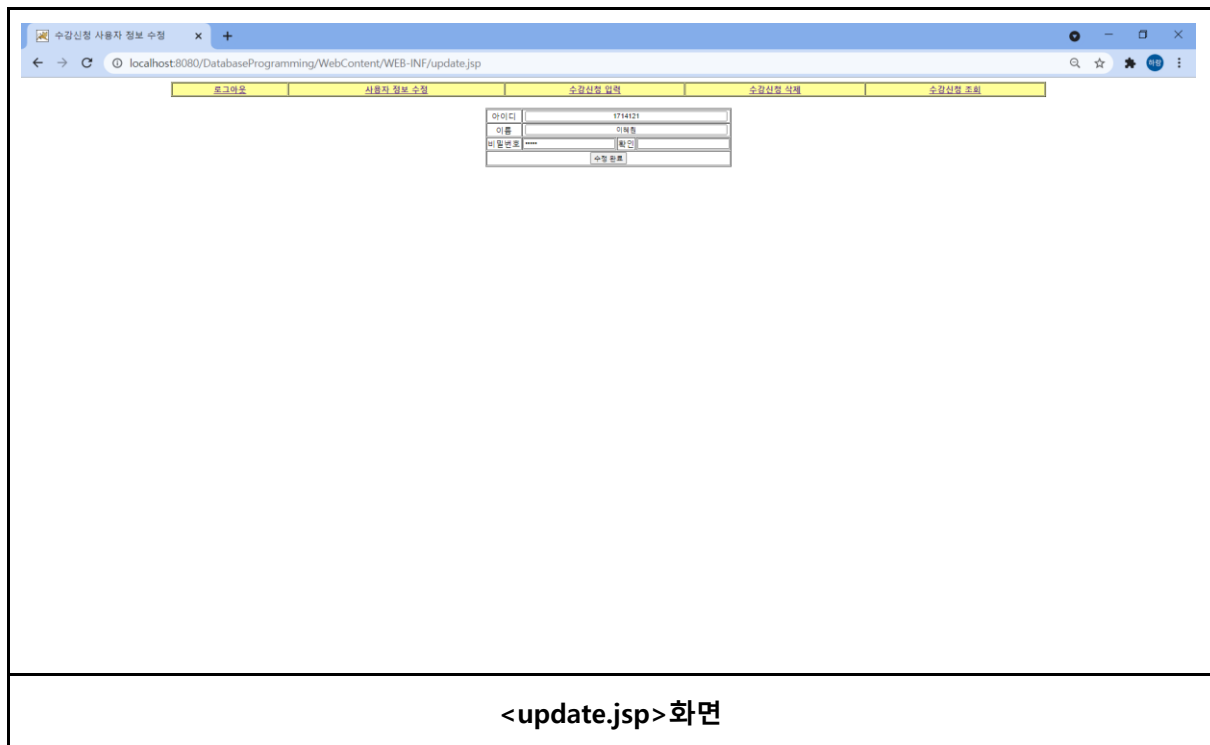 수강신청 사용자 정보 수정
localhost:8080/DatabaseProgramming/WebContent/WEB-INF/update.jsp
하람
로그아웃 사용자 정보 수정 수강신청 입력 수강신청 삭제 수강신청 조회
아이디 1714121
이름
비밀번호 ••••• 확인
수정 완료
<update.jsp>화면